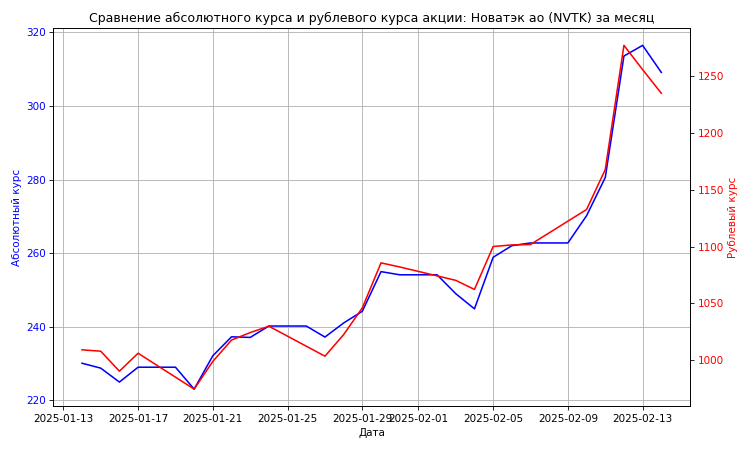 Сравнение абсолютного курса и рублевого курса акции: Новатэк ао (NVTK) за месяц
320
300
280
260
240
220
Абсолютный курс
1250
1200
1150
1100
1050
1000
Рублевый курс
2025-01-13 2025-01-17 2025-01-21 2025-01-25 2025-01-29 2025-02-01 2025-02-05 2025-02-09 2025-02-13
Дата